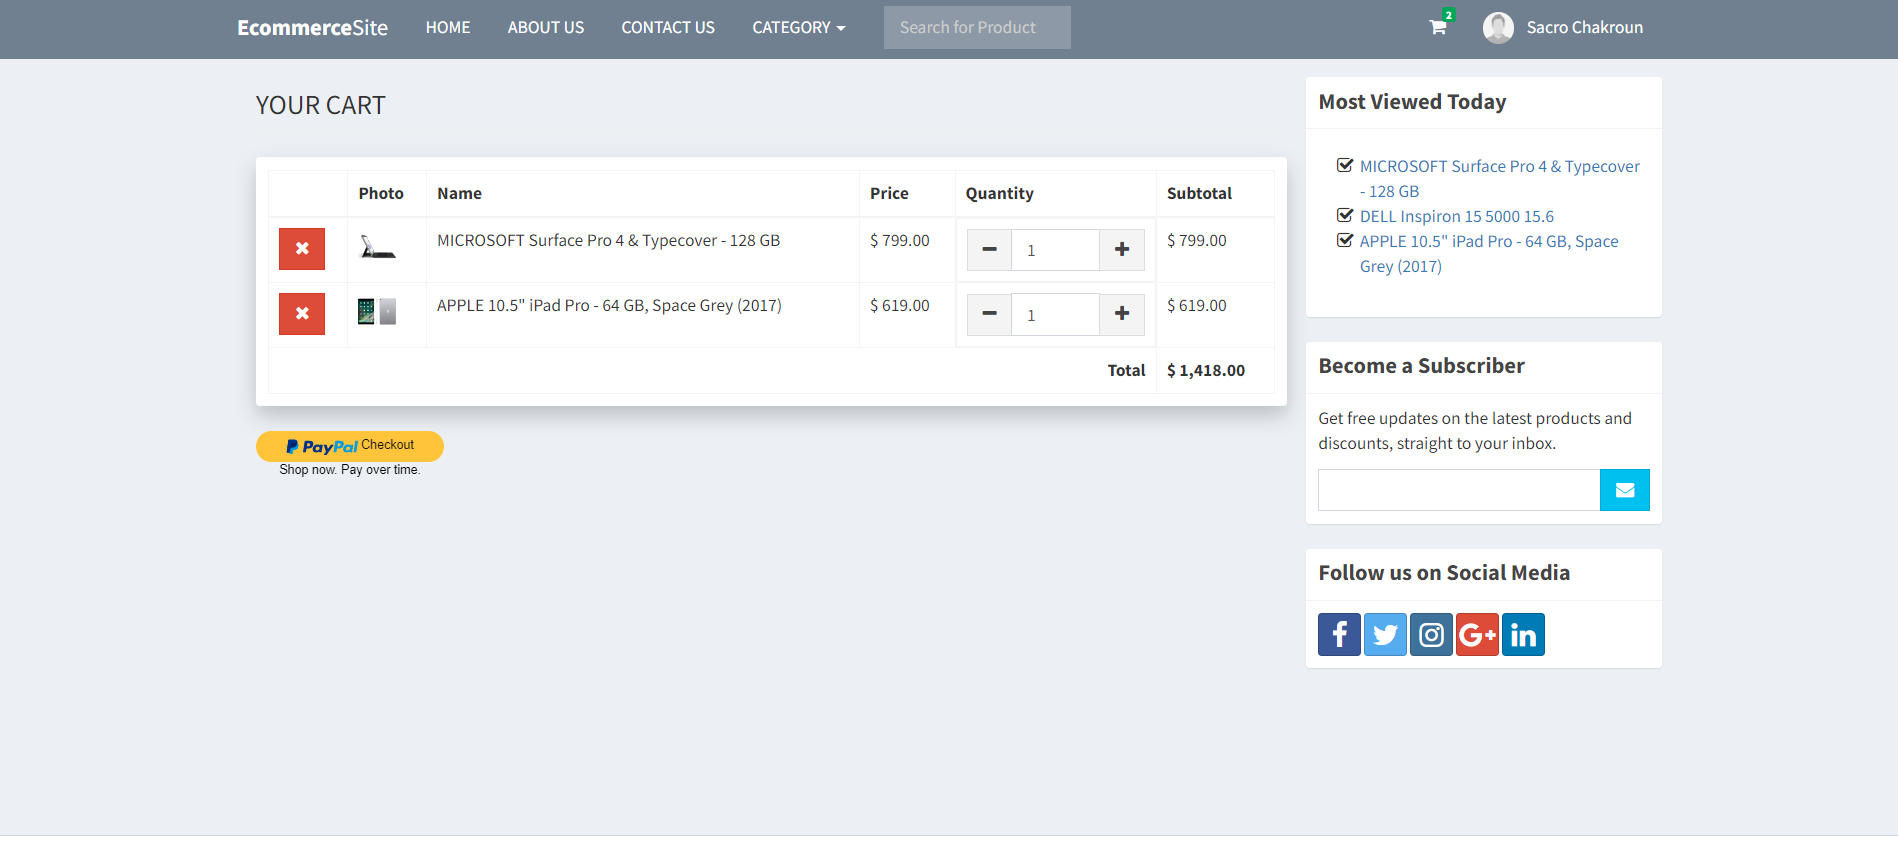 EcommerceSite HOME ABOUT US CONTACT US CATEGORY Search for Product 2 Sacro Chakroun
YOUR CART
Photo Name Price Quantity Subtotal
MICROSOFT Surface Pro 4 & Typecover - 128 GB $ 799.00 1 $ 799.00
APPLE 10.5" iPad Pro - 64 GB, Space Grey (2017) $ 619.00 1 $ 619.00
Total $ 1,418.00
PayPal Checkout
Shop now. Pay over time.
Most Viewed Today
MICROSOFT Surface Pro 4 & Typecover
- 128 GB
DELL Inspiron 15 5000 15.6
APPLE 10.5" iPad Pro - 64 GB, Space
Grey (2017)
Become a Subscriber
Get free updates on the latest products and
discounts, straight to your inbox.
Follow us on Social Media